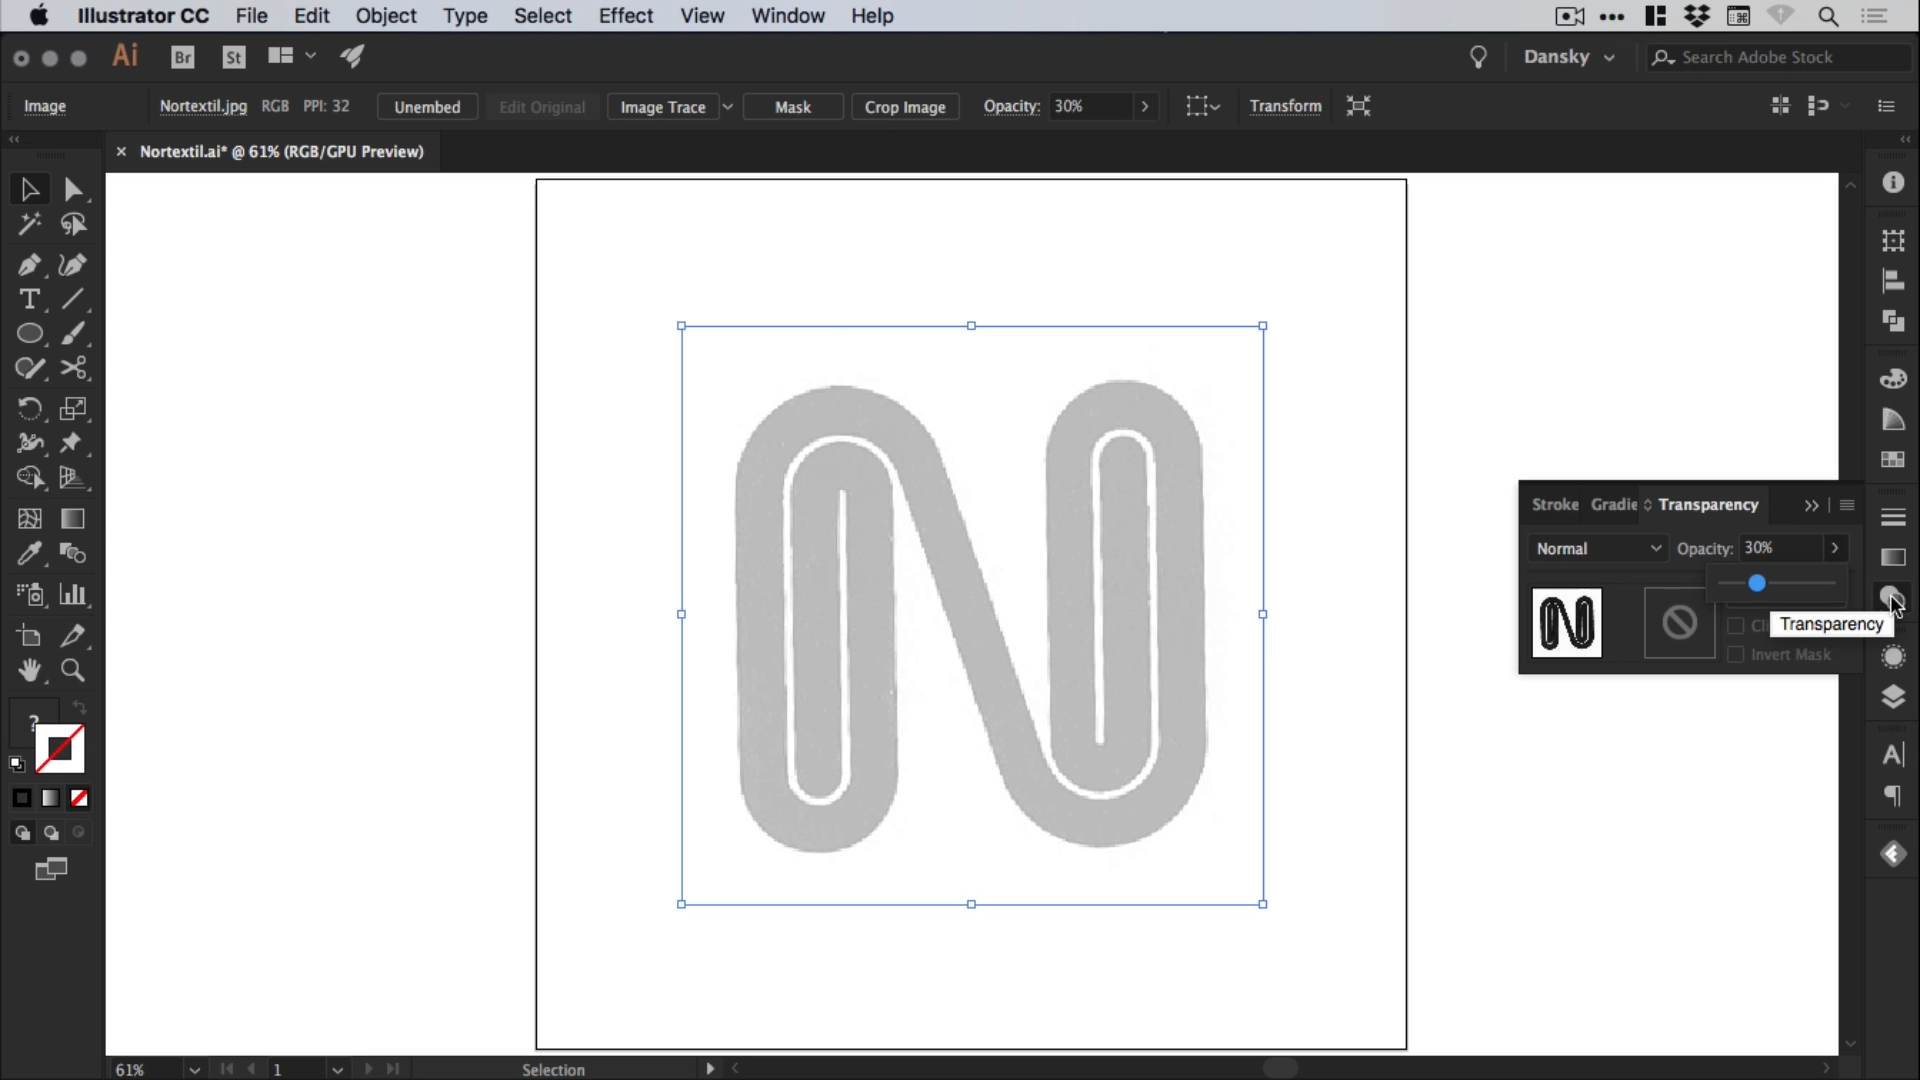 Illustrator CC File Edit Object Type Select Effect View Window Help
Ai Br St Dansky Search Adobe Stock
Image Nortextil.jpg RGB PPI: 32 Unembed Edit Original Image Trace Mask Crop Image Opacity: 30% Transform
× Nortextil.ai* @ 61% (RGB/GPU Preview)
Stroke Gradie Transparency
Normal Opacity: 30%
Transparency
Invert Mask
?
61% 1 Selection